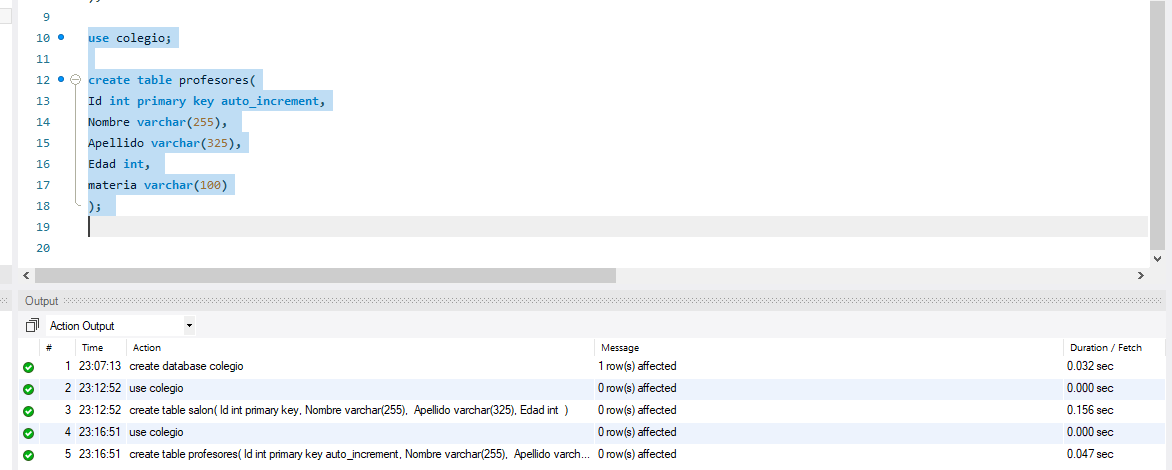 9
10 use colegio;
11
12 create table profesores(
13 Id int primary key auto_increment,
14 Nombre varchar(255),
15 Apellido varchar(325),
16 Edad int,
17 materia varchar(100)
18 );
19
20
Output
Action Output
# Time Action Message Duration / Fetch
1 23:07:13 create database colegio 1 row(s) affected 0.032 sec
2 23:12:52 use colegio 0 row(s) affected 0.000 sec
3 23:12:52 create table salon( Id int primary key, Nombre varchar(255), Apellido varchar(325), Edad int ) 0 row(s) affected 0.156 sec
4 23:16:51 use colegio 0 row(s) affected 0.000 sec
5 23:16:51 create table profesores( Id int primary key auto_increment, Nombre varchar(255), Apellido varch... 0 row(s) affected 0.047 sec